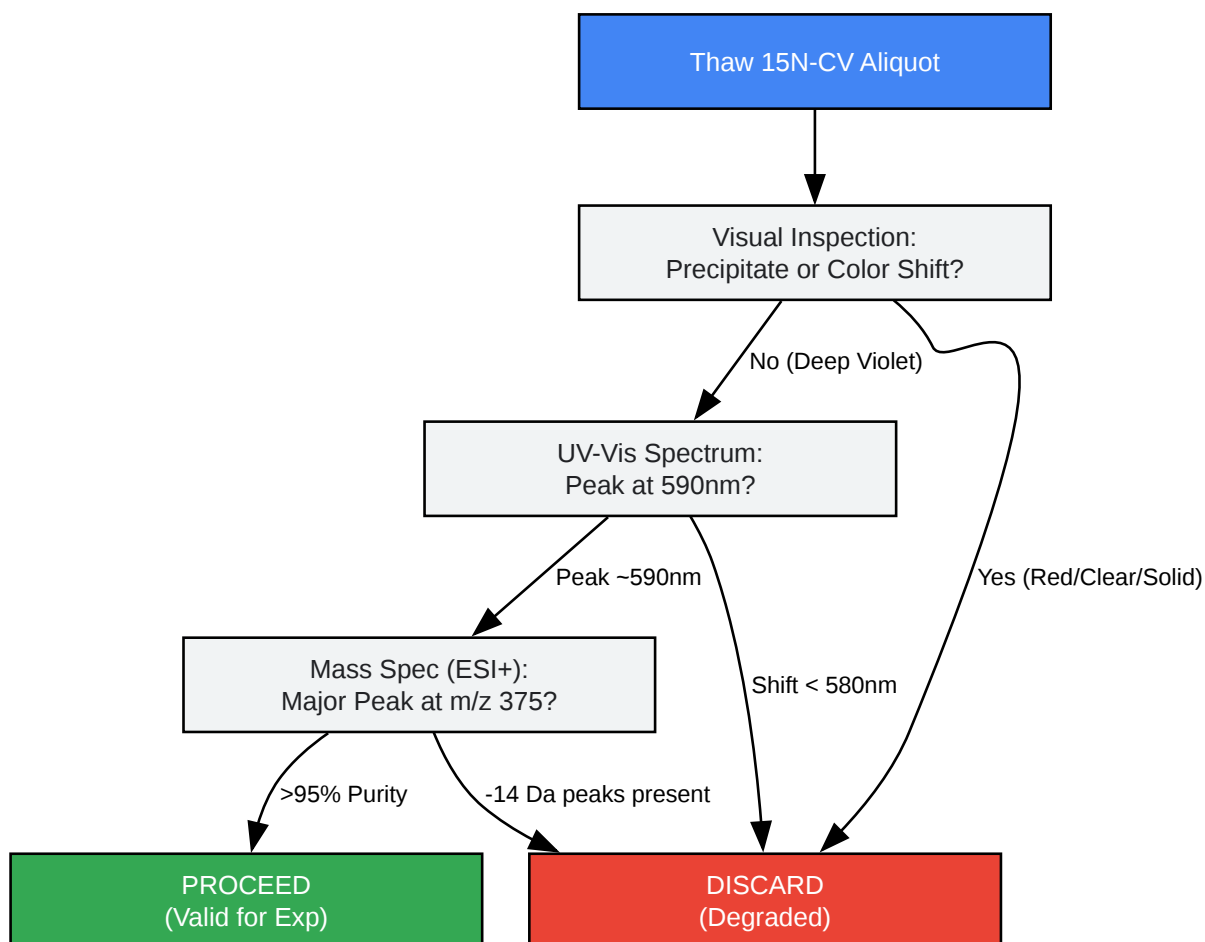 Thaw 15N-CV Aliquot
Visual Inspection:
Precipitate or Color Shift?
No (Deep Violet)
UV-Vis Spectrum:
Peak at 590nm?
Peak ~590nm
Yes (Red/Clear/Solid)
Mass Spec (ESI+):
Major Peak at m/z 375?
Shift < 580nm
>95% Purity
-14 Da peaks present
PROCEED
(Valid for Exp)
DISCARD
(Degraded)